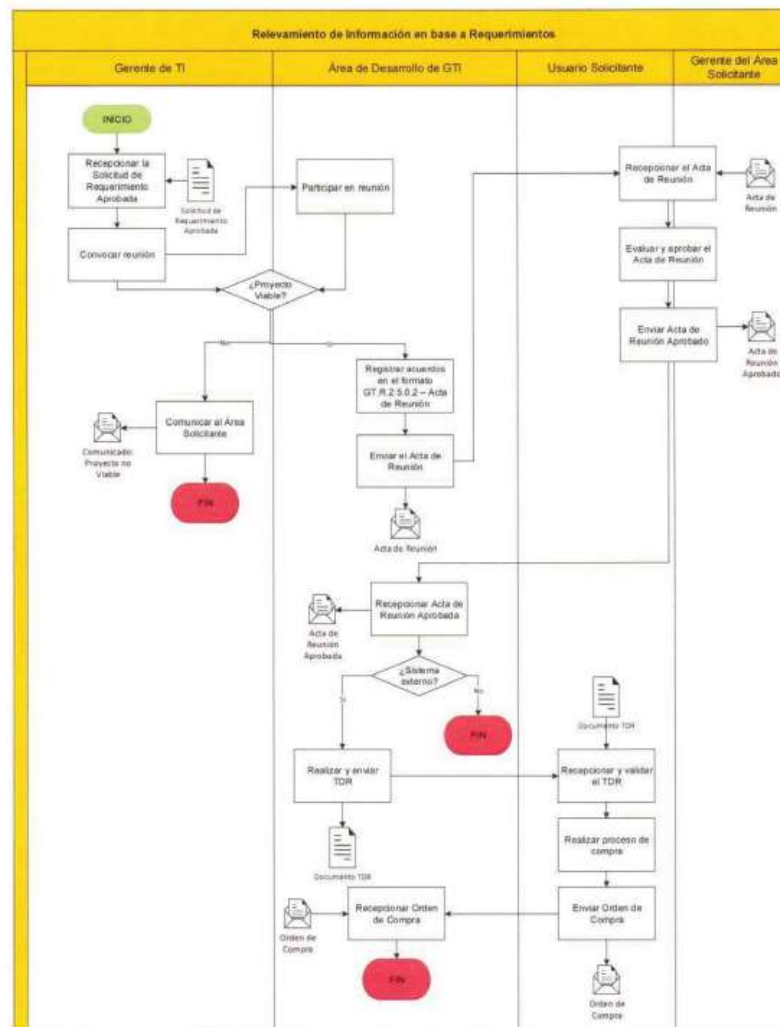 Relevamiento de Información en base a Requerimientos
Gerente de TI
Área de Desarrollo de GTI
Usuario Solicitante
Gerente del Área
Solicitante
INICIO
Recepcionar la
Solicitud de
Requerimiento
Aprobada
Solicitud de
Requerimiento
Aprobada
Participar en reunión
Recepcionar el Acta
de Reunión
Acta de
Reunión
Convocar reunión
Evaluar y aprobar el
Acta de Reunión
¿Proyecto
Viable?
Enviar Acta de
Reunión Aprobado
Acta de
Reunión
Aprobada
No
Si
Registrar acuerdos
en el formato
GT.R.2.5.0.2 – Acta
de Reunión
Comunicar al Área
Solicitante
Comunicado:
Proyecto no
Viable
Enviar el Acta de
Reunión
FIN
Acta de Reunión
Recepcionar Acta de
Reunión Aprobada
Acta de
Reunión
Aprobada
¿Sistema
externo?
Si
No
FIN
Documento TDR
Realizar y enviar
TDR
Recepcionar y validar
el TDR
Documento TDR
Realizar proceso de
compra
Recepcionar Orden
de Compra
Enviar Orden de
Compra
Orden de
Compra
FIN
Orden de
Compra